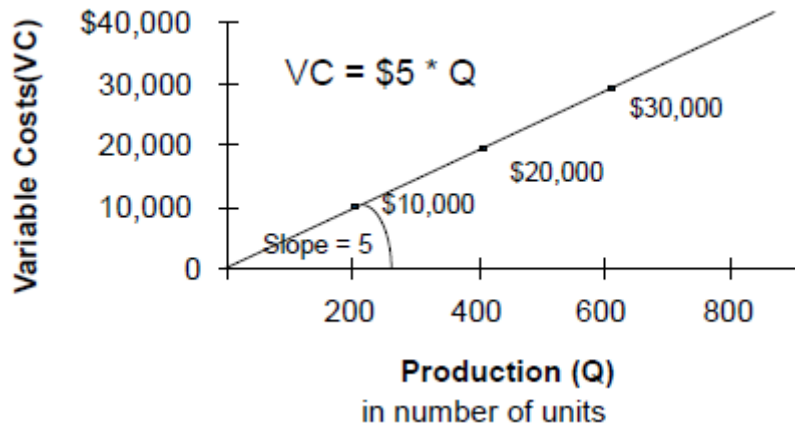 $40,000
VC = $5 * Q
30,000
$30,000
20,000
$20,000
10,000
$10,000
Slope = 5
0
200 400 600 800
Variable Costs(VC)
Production (Q)
in number of units